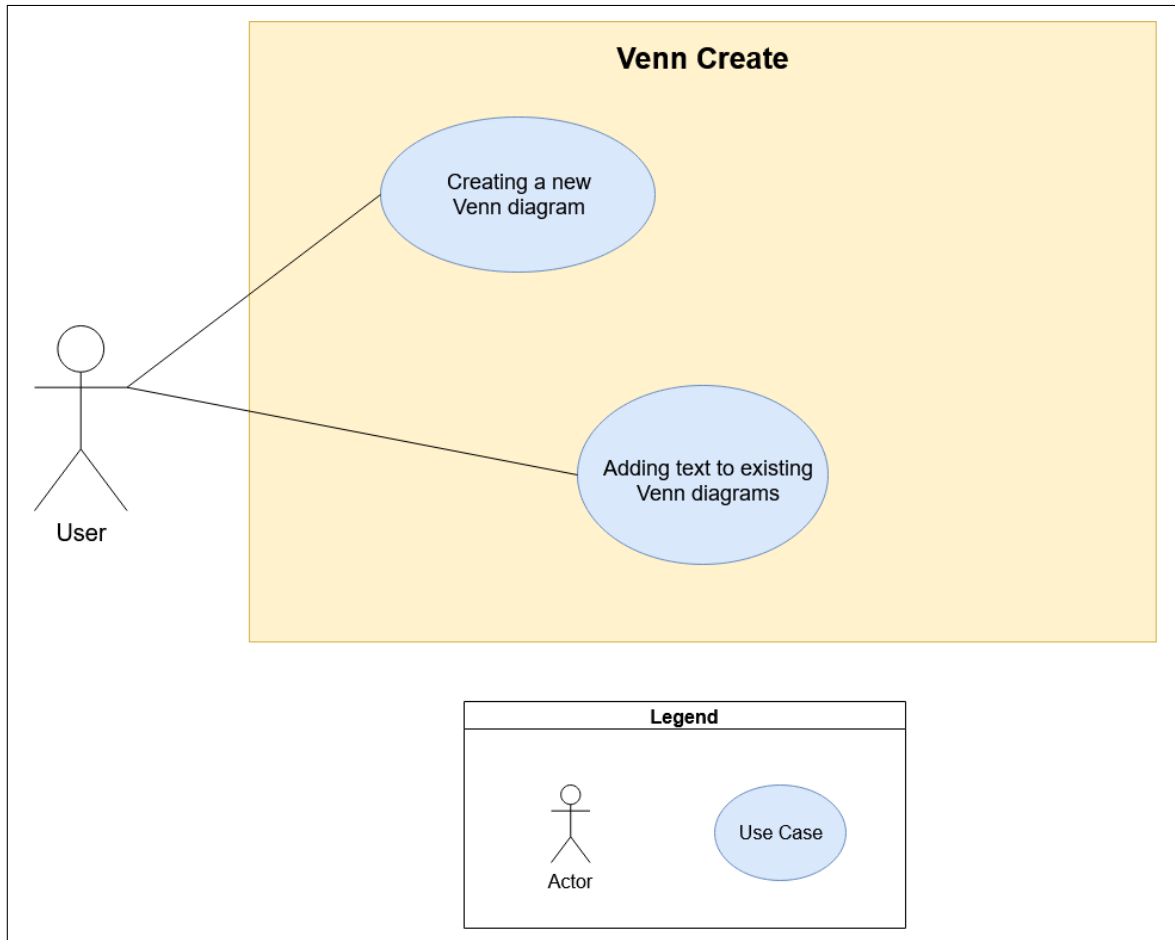 Venn Create
Creating a new
Venn diagram
Adding text to existing
Venn diagrams
User
Legend
Use Case
Actor